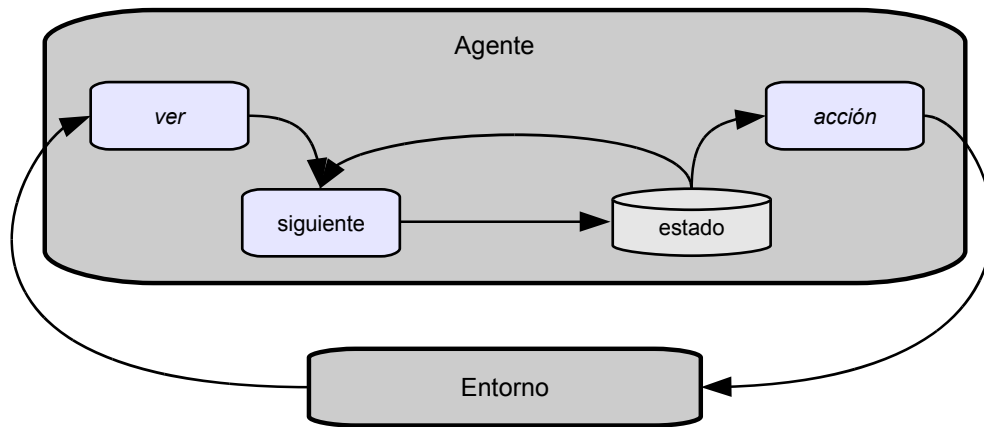 Agente
ver
acción
siguiente
estado
Entorno